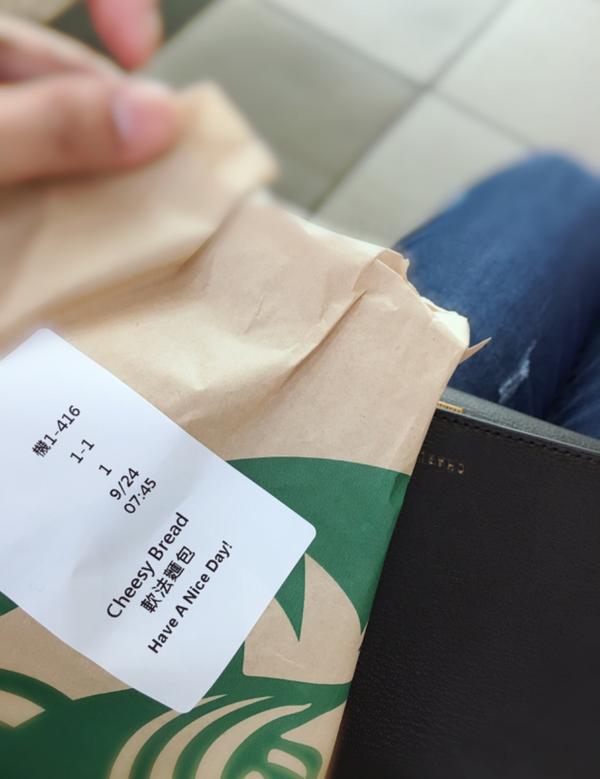 機1-416
1-1
1
9/24
07:45
Cheesy Bread
軟法麵包
Have A Nice Day!